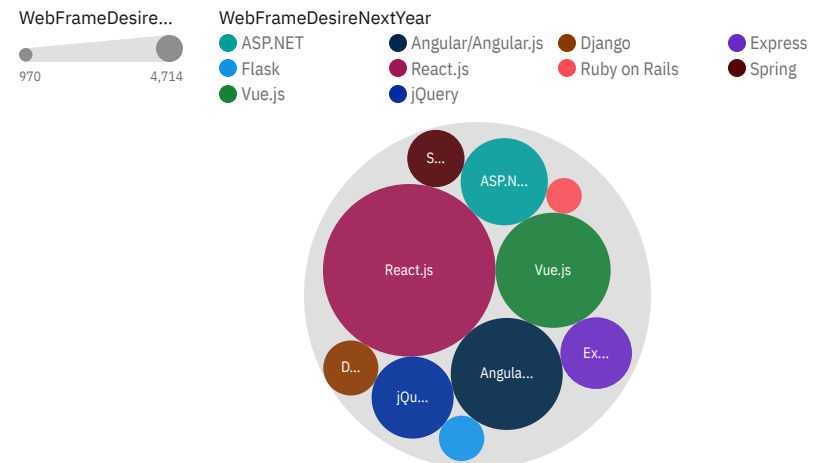 WebFrameDesire...
970 4,714
WebFrameDesireNextYear
ASP.NET Angular/Angular.js Django Express
Flask React.js Ruby on Rails Spring
Vue.js jQuery
S...
ASP.N...
React.js
Vue.js
Ex...
D...
Angula...
jQu...